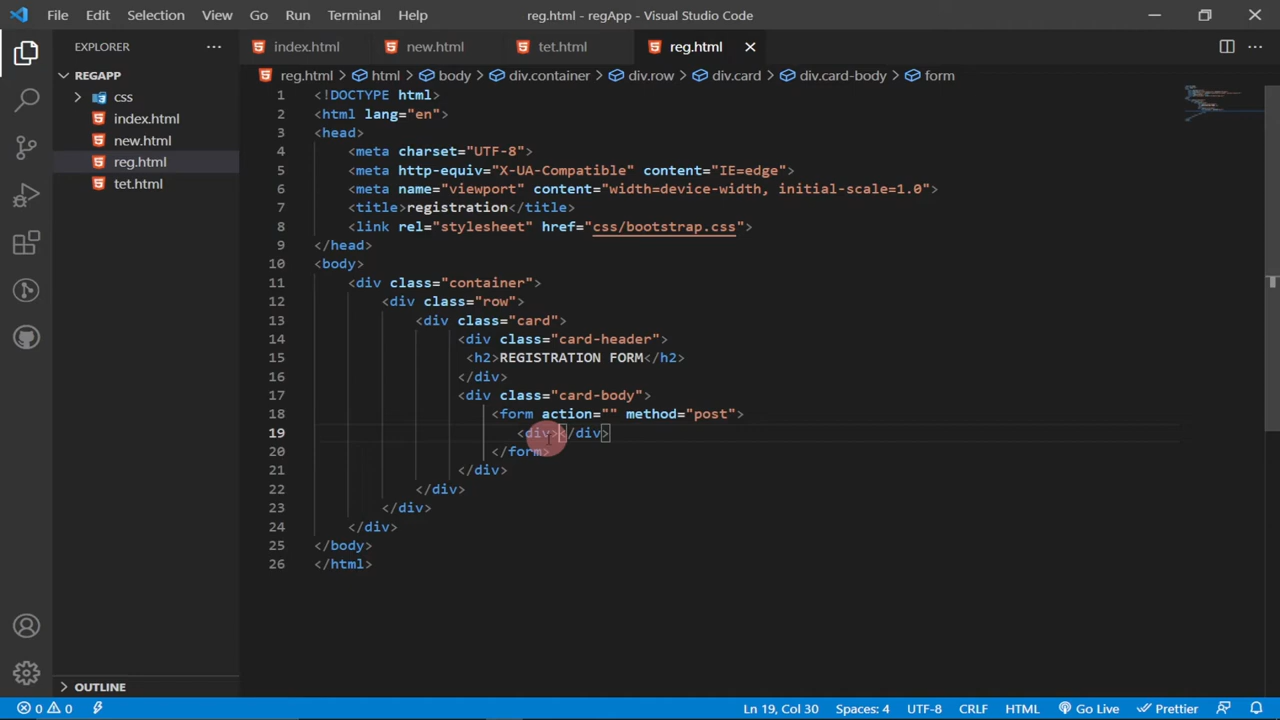 File Edit Selection View Go Run Terminal Help
reg.html - regApp - Visual Studio Code
EXPLORER
index.html
new.html
tet.html
reg.html
REGAPP
css
index.html
new.html
reg.html
tet.html
OUTLINE
reg.html > html > body > div.container > div.row > div.card > div.card-body > form
1 <!DOCTYPE html>
2 <html lang="en">
3 <head>
4 <meta charset="UTF-8">
5 <meta http-equiv="X-UA-Compatible" content="IE=edge">
6 <meta name="viewport" content="width=device-width, initial-scale=1.0">
7 <title>registration</title>
8 <link rel="stylesheet" href="css/bootstrap.css">
9 </head>
10 <body>
11 <div class="container">
12 <div class="row">
13 <div class="card">
14 <div class="card-header">
15 <h2>REGISTRATION FORM</h2>
16 </div>
17 <div class="card-body">
18 <form action="" method="post">
19 <div></div>
20 </form>
21 </div>
22 </div>
23 </div>
24 </div>
25 </body>
26 </html>
0 0 Ln 19, Col 30 Spaces: 4 UTF-8 CRLF HTML Go Live Prettier